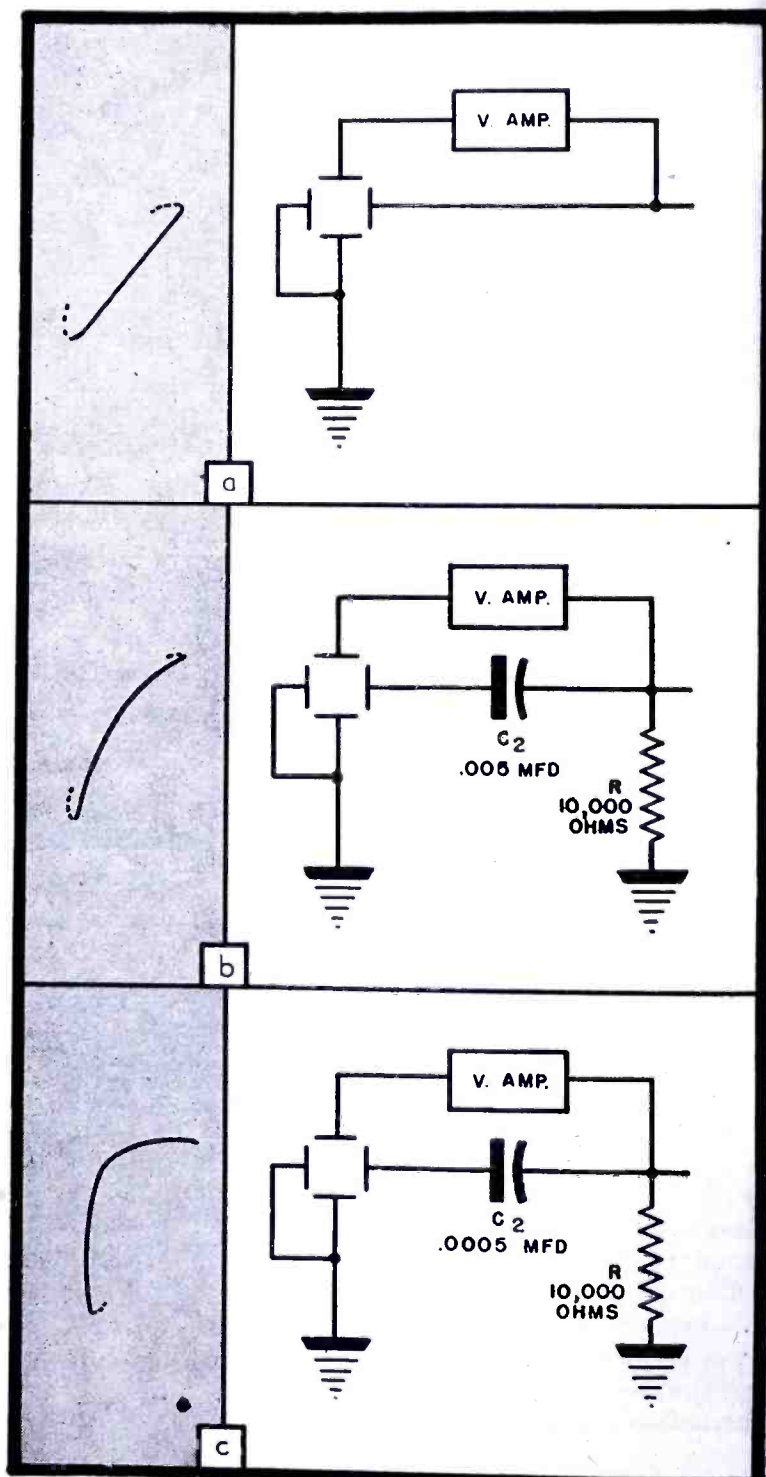 V. AMP.
a
V. AMP.
C2
.005 MFD
R
10,000
OHMS
b
V. AMP.
C2
.0005 MFD
R
10,000
OHMS
c